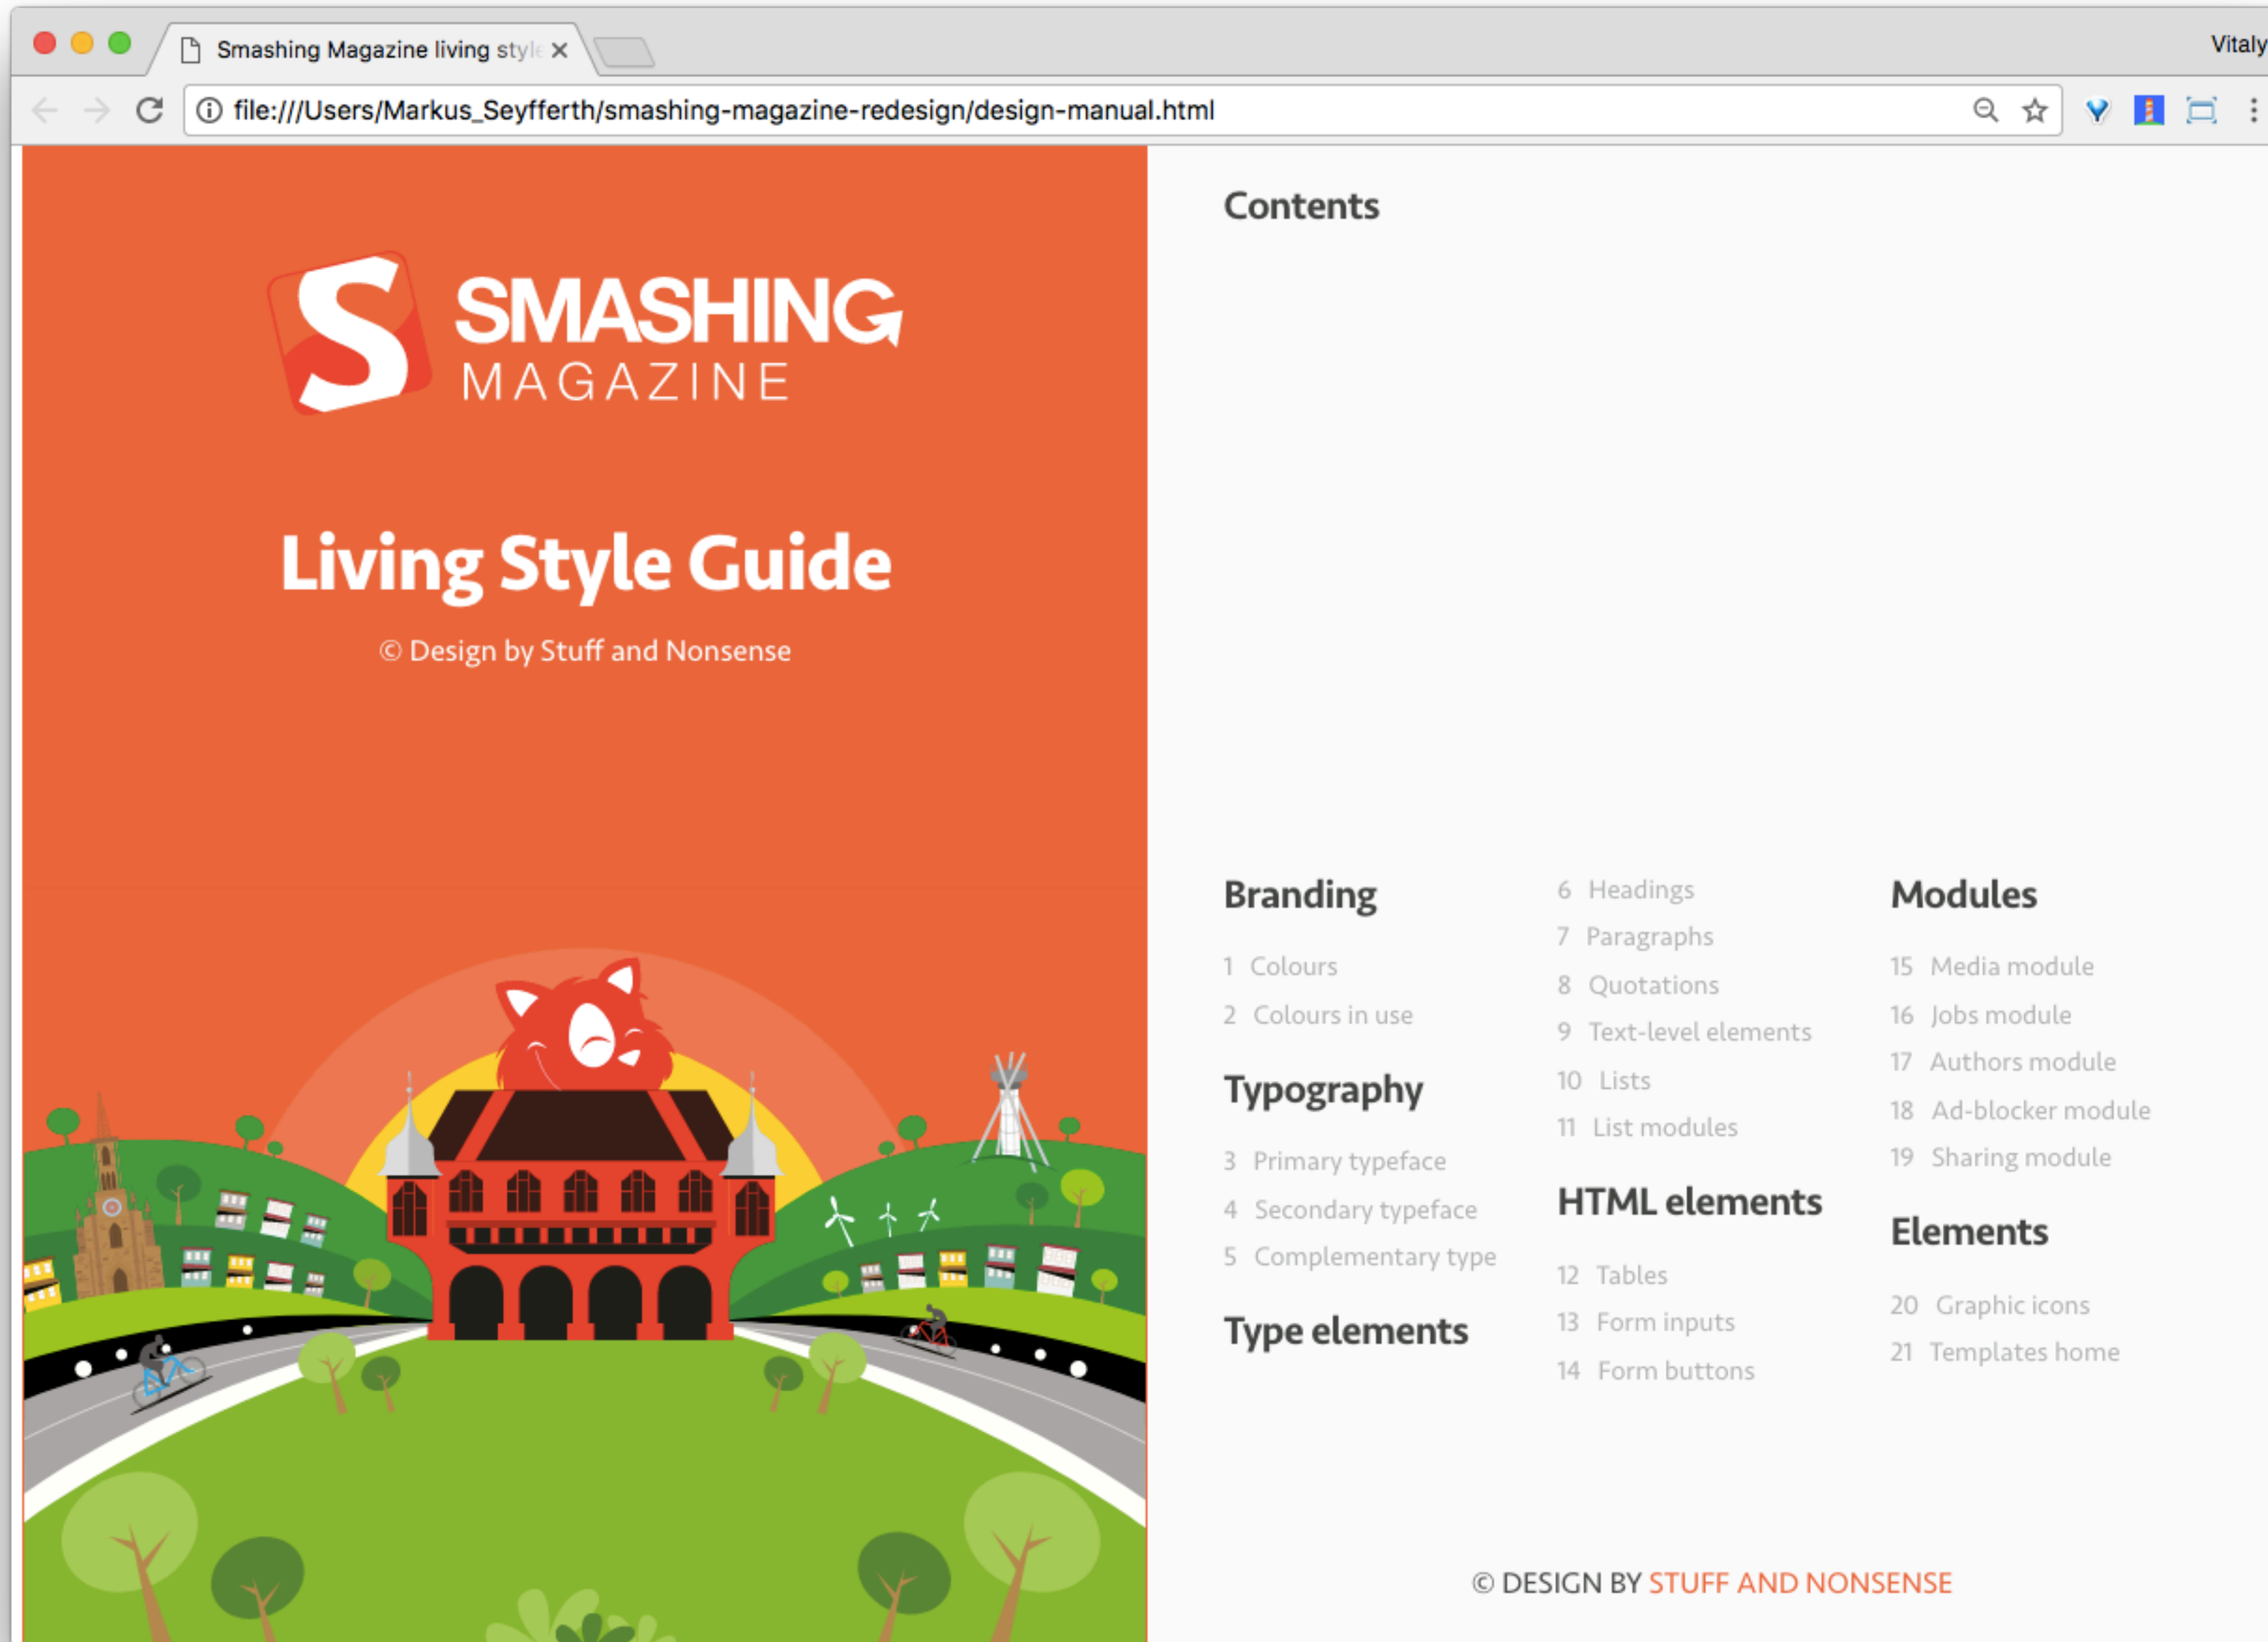 Smashing Magazine living style
Vitaly
file:///Users/Markus_Seyfferth/smashing-magazine-redesign/design-manual.html
S SMASHING
MAGAZINE
Living Style Guide
© Design by Stuff and Nonsense
Contents
Branding
1 Colours
2 Colours in use
Typography
3 Primary typeface
4 Secondary typeface
5 Complementary type
Type elements
6 Headings
7 Paragraphs
8 Quotations
9 Text-level elements
10 Lists
11 List modules
HTML elements
12 Tables
13 Form inputs
14 Form buttons
Modules
15 Media module
16 Jobs module
17 Authors module
18 Ad-blocker module
19 Sharing module
Elements
20 Graphic icons
21 Templates home
© DESIGN BY STUFF AND NONSENSE